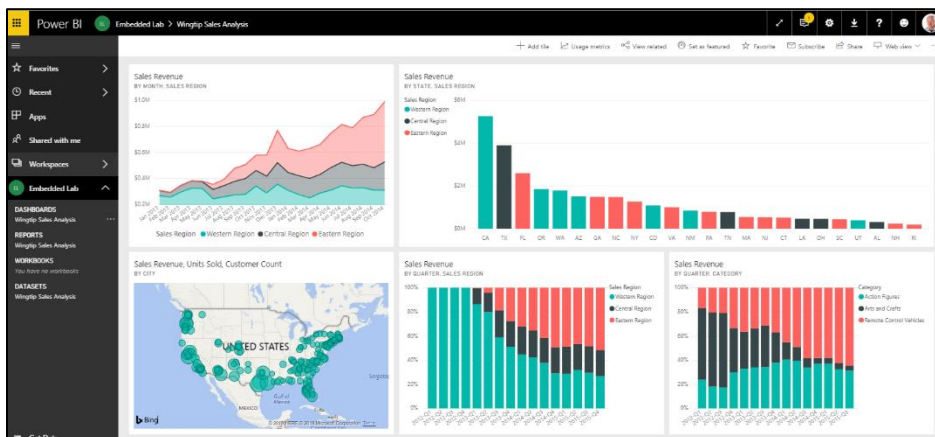 Power BI EL Embedded Lab > Wingtip Sales Analysis
Add tile Usage metrics View related Set as featured Favorite Subscribe Share Web view
Favorites
Recent
Apps
Shared with me
Workspaces
Embedded Lab
DASHBOARDS
Wingtip Sales Analysis
REPORTS
Wingtip Sales Analysis
WORKBOOKS
You have no workbooks
DATASETS
Wingtip Sales Analysis
Sales Revenue
BY MONTH, SALES REGION
$1.0M
$0.8M
$0.6M
$0.4M
$0.2M
Sales Region Western Region Central Region Eastern Region
Sales Revenue
BY STATE, SALES REGION
Sales Region
Western Region
Central Region
Eastern Region
$6M
$4M
$2M
$0M
CA TX FL OR WA AZ GA NC NY CO VA NM PA TN MA NJ CT LA OH SC UT AL NH RI
Sales Revenue, Units Sold, Customer Count
BY CITY
UNITED STATES
MEXICO
Gulf of
Mexico
Bing
Sales Revenue
BY QUARTER, SALES REGION
100%
80%
60%
40%
20%
0%
Sales Region
Western Region
Central Region
Eastern Region
Sales Revenue
BY QUARTER, CATEGORY
100%
80%
60%
40%
20%
0%
Category
Action Figures
Arts and Crafts
Remote Control Vehicles